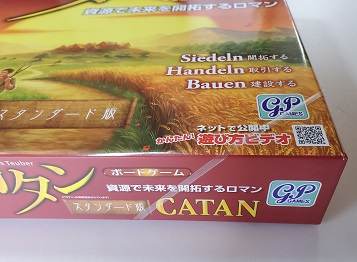 資源で未来を開拓するロマン
Siedeln 開拓する
Handeln 取引する
Bauen 建設する
スタンダード版
GP
GAMES
ネットで公開中
かんたん!
遊び方ビデオ
Teuber
タン
ボードゲーム
資源で未来を開拓するロマン
スタンダード版
CATAN
GP
GAMES